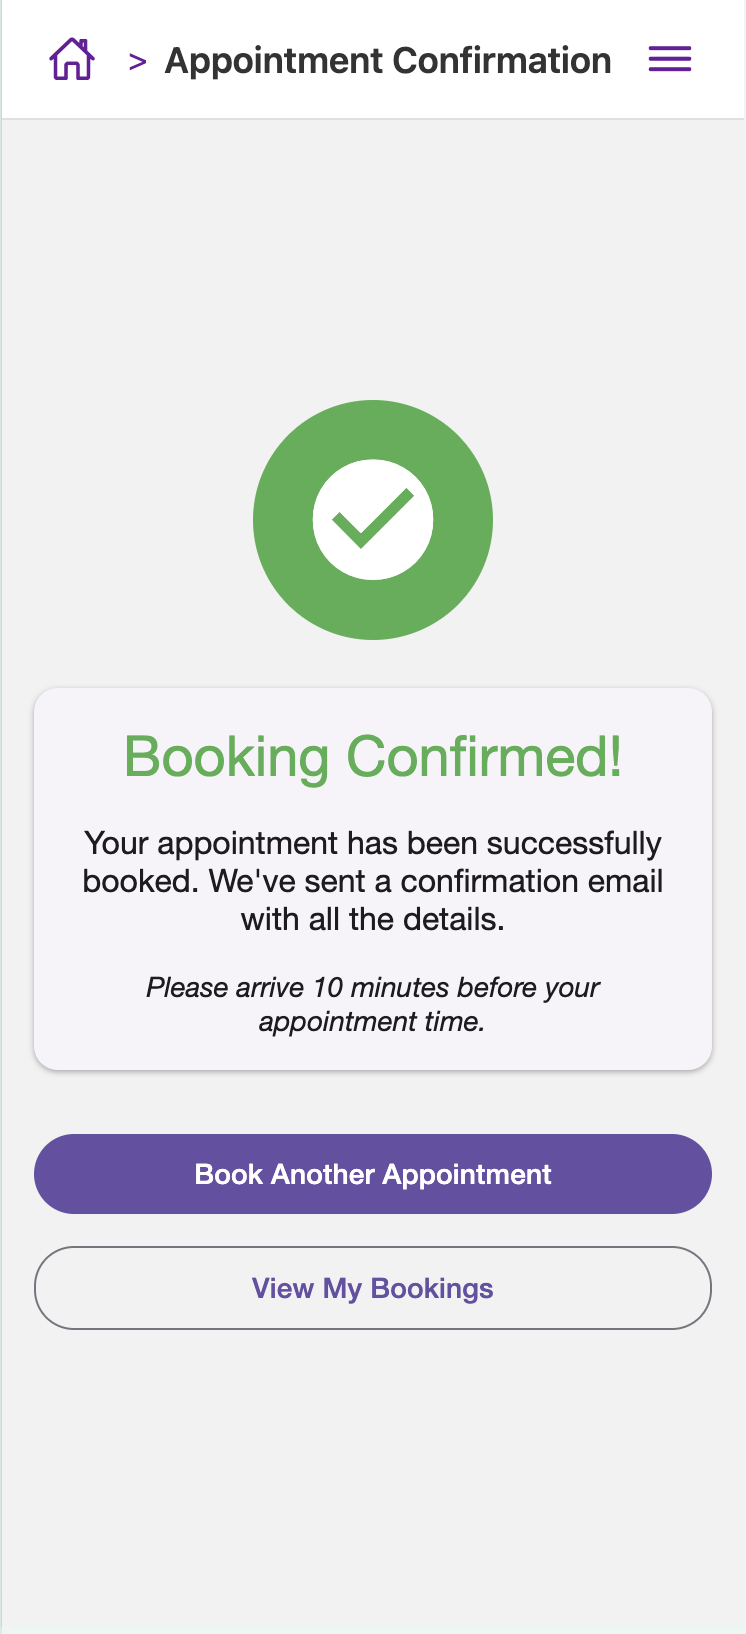 > Appointment Confirmation
Booking Confirmed!
Your appointment has been successfully
booked. We've sent a confirmation email
with all the details.
Please arrive 10 minutes before your
appointment time.
Book Another Appointment
View My Bookings